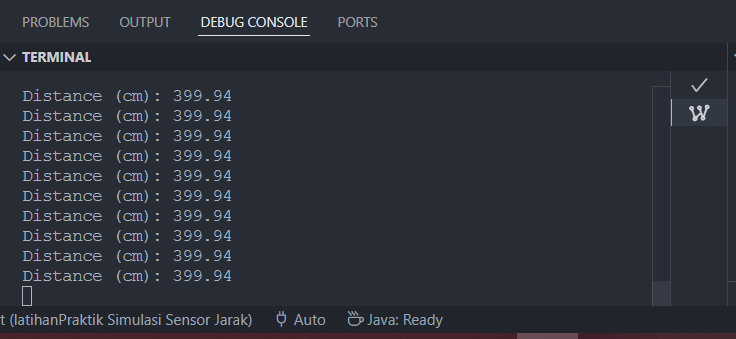 PROBLEMS OUTPUT DEBUG CONSOLE PORTS
TERMINAL
Distance (cm): 399.94
Distance (cm): 399.94
Distance (cm): 399.94
Distance (cm): 399.94
Distance (cm): 399.94
Distance (cm): 399.94
Distance (cm): 399.94
Distance (cm): 399.94
Distance (cm): 399.94
Distance (cm): 399.94
t (latihanPraktik Simulasi Sensor Jarak) Auto Java: Ready